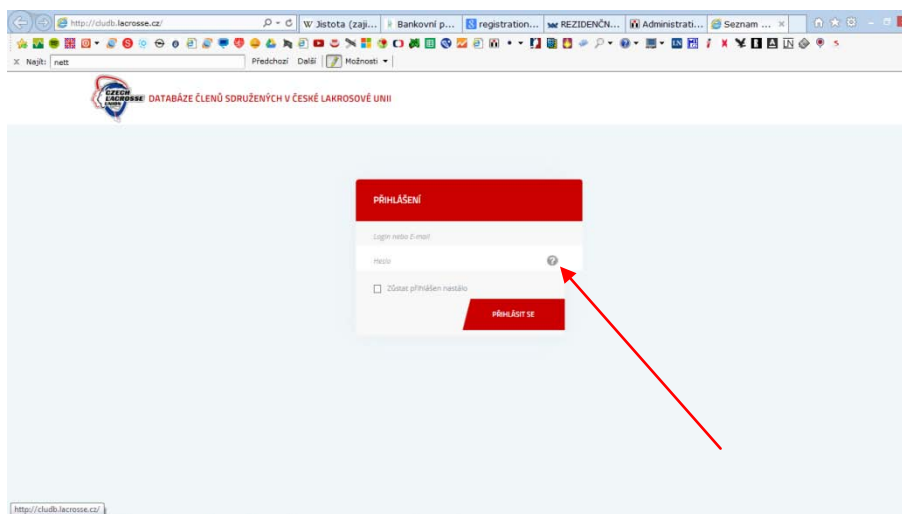 http://cludb.lacrosse.cz/
W Jistota (zaji... Bankovní p... registration... REZIDENČN... Administrati... Seznam ...
x Najít: nett Předchozí Další Možnosti
CZECH LACROSSE UNION
DATABÁZE ČLENŮ SDRUŽENÝCH V ČESKÉ LAKROSOVÉ UNII
PŘIHLÁŠENÍ
Login nebo E-mail
Heslo ?
Zůstat přihlášen nastálo
PŘIHLÁSIT SE
http://cludb.lacrosse.cz/